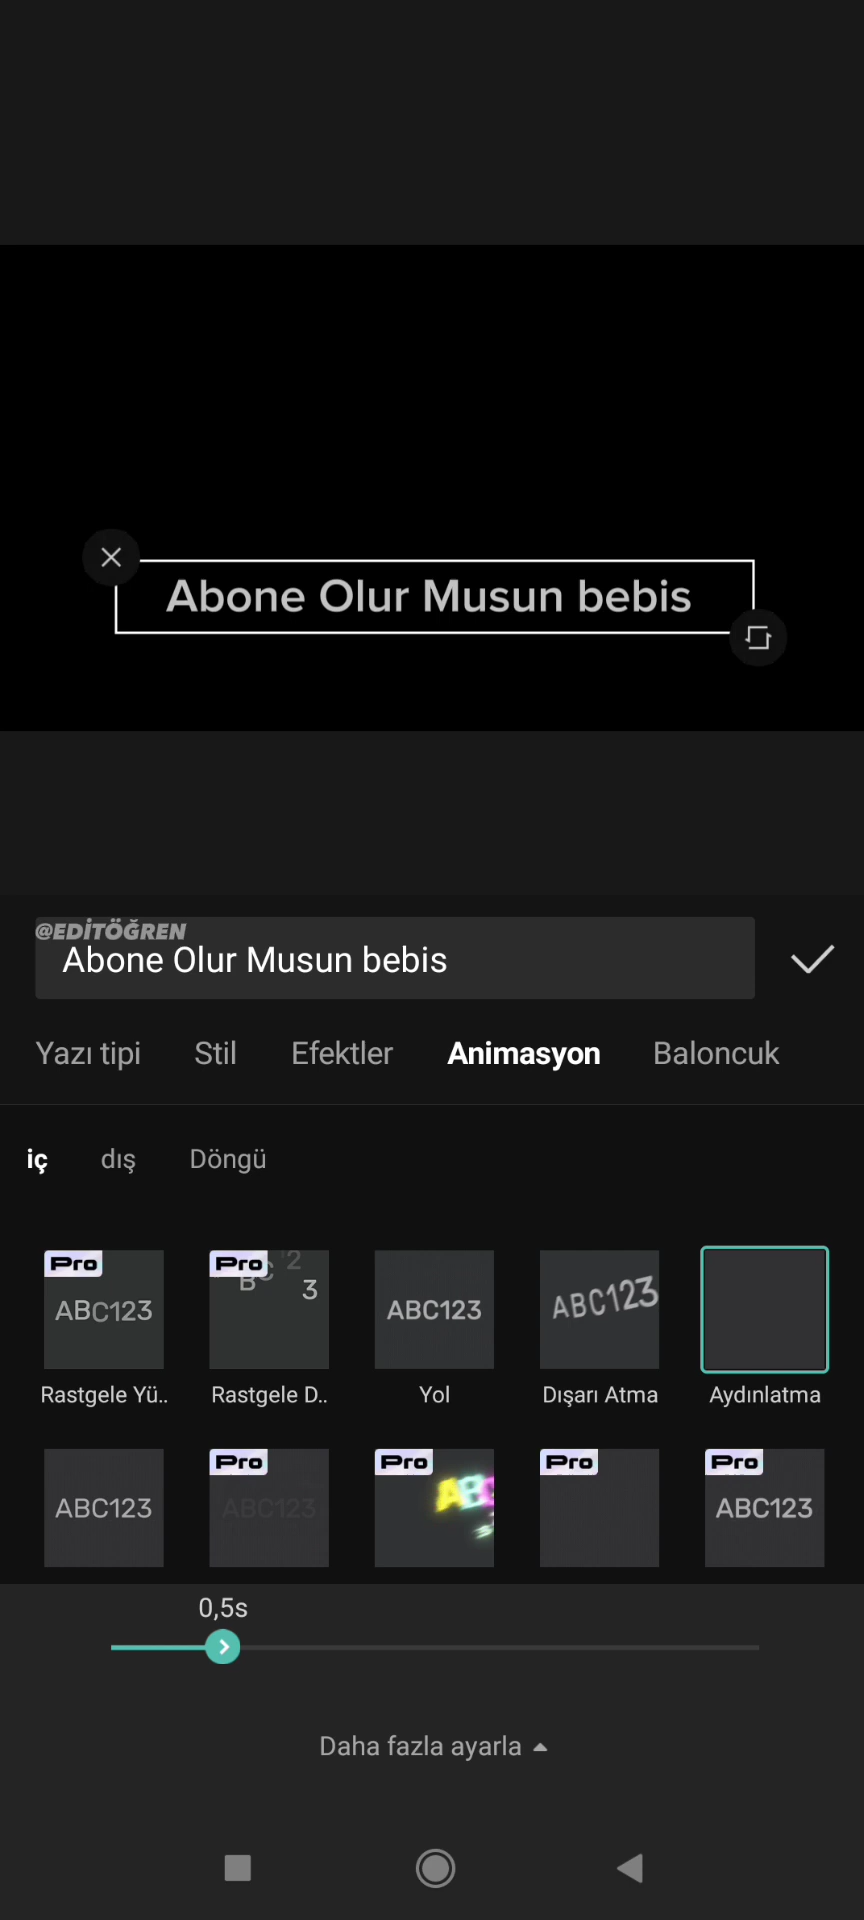 Abone Olur Musun bebis
@EDİTÖĞREN
Abone Olur Musun bebis
Yazı tipi Stil Efektler Animasyon Baloncuk
iç dış Döngü
Pro Pro
ABC123 B C '2 3 ABC123 ABC123
Rastgele Yü.. Rastgele D.. Yol Dışarı Atma Aydınlatma
Pro Pro Pro Pro
ABC123 ABC123 ABC ABC123
0,5s
Daha fazla ayarla